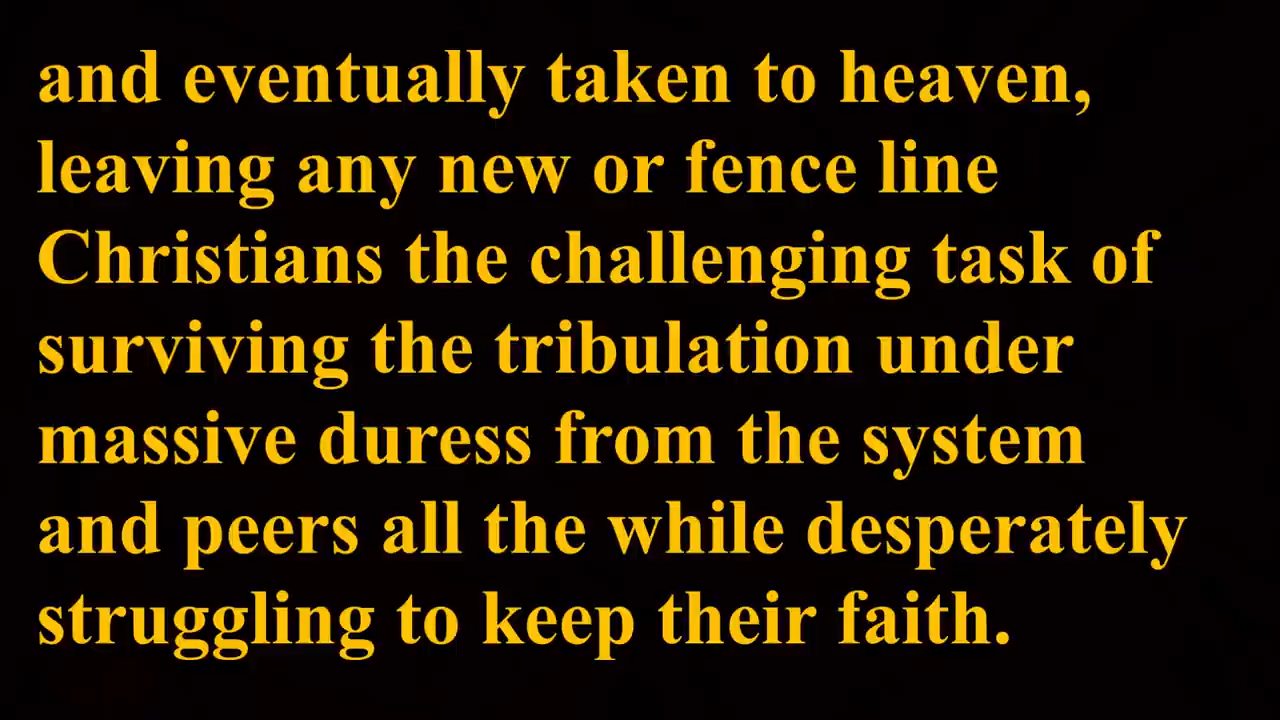 and eventually taken to heaven,
leaving any new or fence line
Christians the challenging task of
surviving the tribulation under
massive duress from the system
and peers all the while desperately
struggling to keep their faith.